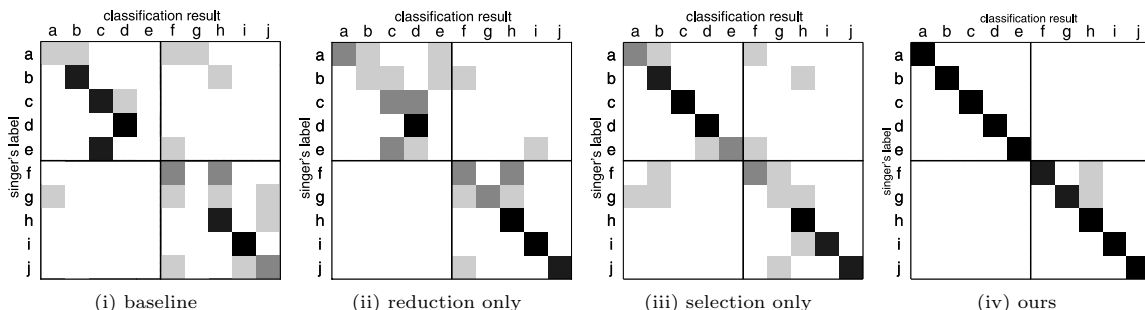 classification result
a b c d e f g h i j
singer's label
a
b
c
d
e
f
g
h
i
j
(i) baseline
classification result
a b c d e f g h i j
singer's label
a
b
c
d
e
f
g
h
i
j
(ii) reduction only
classification result
a b c d e f g h i j
singer's label
a
b
c
d
e
f
g
h
i
j
(iii) selection only
classification result
a b c d e f g h i j
singer's label
a
b
c
d
e
f
g
h
i
j
(iv) ours